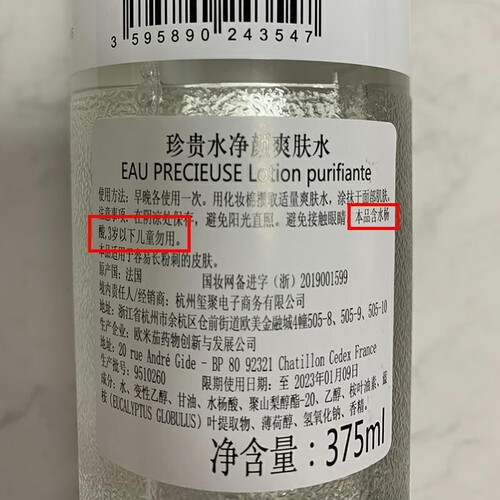 3 595890 243547
珍贵水净颜爽肤水
EAU PRECIEUSE Lotion purifiante
使用方法：早晚各使用一次。用化妆棉攒取适量爽肤水，涂抹于面部肌肤。
注意事项：在阴凉处保存，避免阳光直照。避免接触眼睛 本品含水杨
酸,3岁以下儿童勿用。
本品适用于容易长粉刺的皮肤。
原产国：法国 国妆网备进字（浙）2019001599
境内责任人/经销商：杭州玺聚电子商务有限公司
地址：浙江省杭州市余杭区仓前街道欧美金融城4幢505-8、505-9、505-10
生产企业：欧米茄药物创新与发展公司
地址：20 rue André Gide - BP 80 92321 Chatillon Cedex France
生产批号：9510260 限期使用日期：至 2023年01月09日
成分：水、变性乙醇、甘油、水杨酸、聚山梨醇酯-20、乙醇、桉叶油素、蓝
桉（EUCALYPTUS GLOBULUS）叶提取物、薄荷醇、氢氧化钠、香精。
净含量：375ml